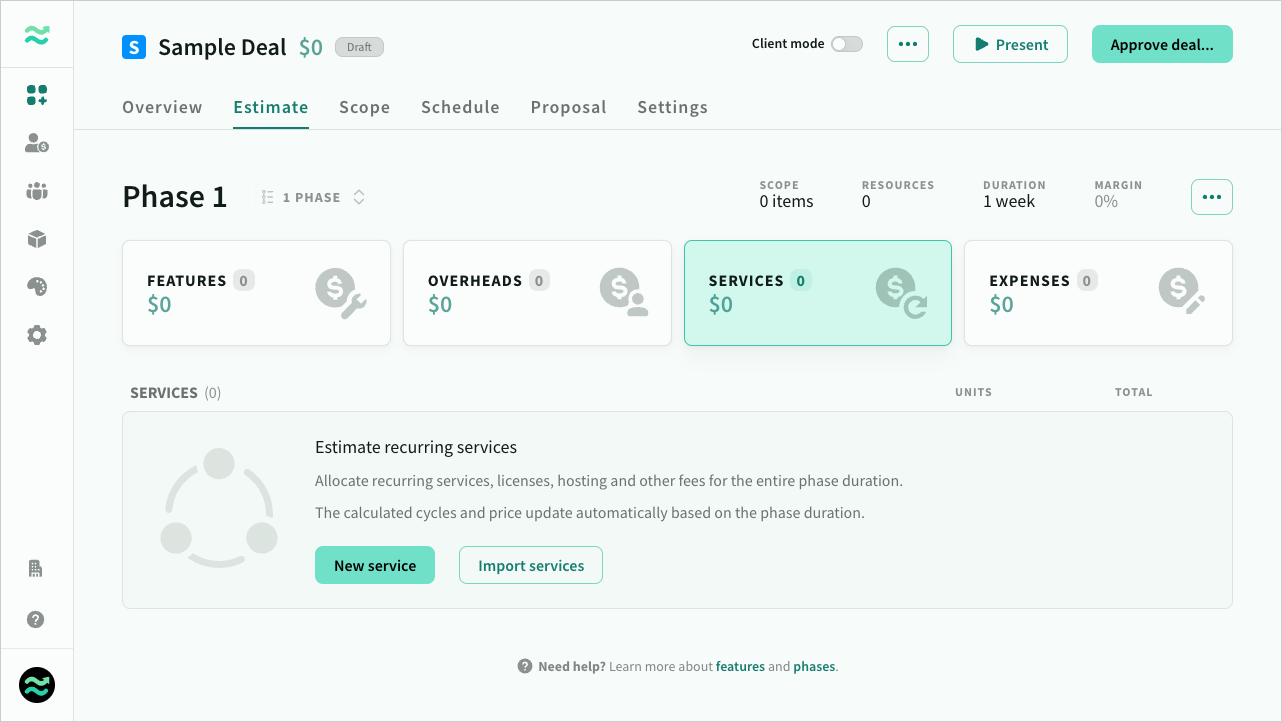 S Sample Deal $0 Draft
Client mode
Present
Approve deal...
Overview Estimate Scope Schedule Proposal Settings
Phase 1
1 PHASE
SCOPE
0 items
RESOURCES
0
DURATION
1 week
MARGIN
0%
FEATURES 0
$0
OVERHEADS 0
$0
SERVICES 0
$0
EXPENSES 0
$0
SERVICES (0) UNITS TOTAL
Estimate recurring services
Allocate recurring services, licenses, hosting and other fees for the entire phase duration.
The calculated cycles and price update automatically based on the phase duration.
New service
Import services
Need help? Learn more about features and phases.